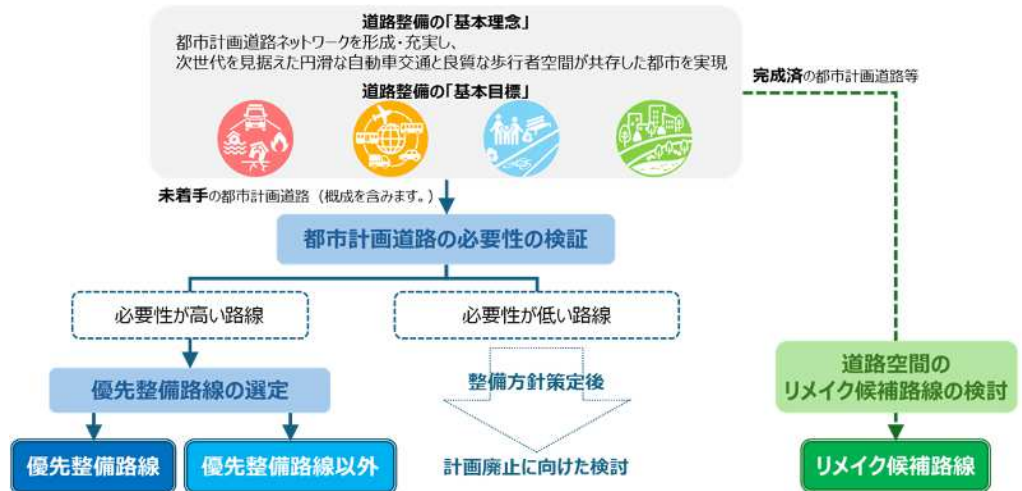 道路整備の「基本理念」
都市計画道路ネットワークを形成・充実し、
次世代を見据えた円滑な自動車交通と良質な歩行者空間が共存した都市を実現
道路整備の「基本目標」
完成済の都市計画道路等
未着手の都市計画道路（概成を含みます。）
都市計画道路の必要性の検証
必要性が高い路線
必要性が低い路線
優先整備路線の選定
整備方針策定後
道路空間の
リメイク候補路線の検討
優先整備路線
優先整備路線以外
計画廃止に向けた検討
リメイク候補路線